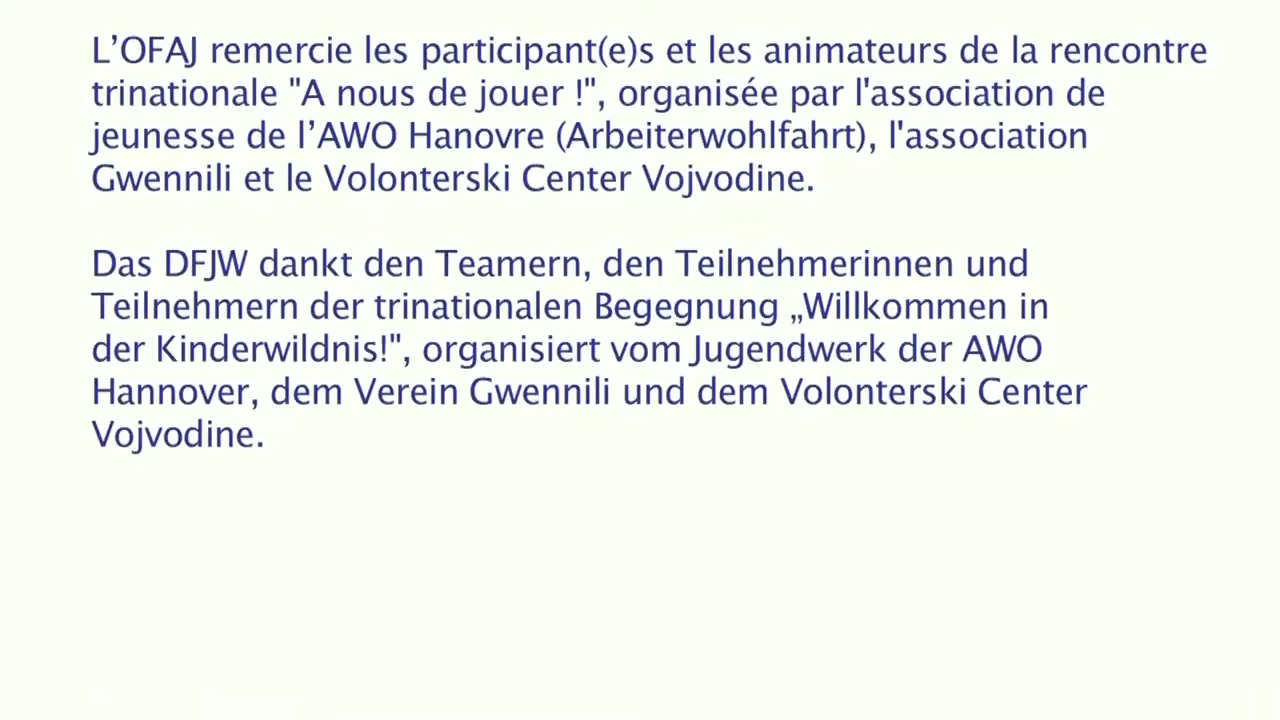 L’OFAJ remercie les participant(e)s et les animateurs de la rencontre
trinationale "A nous de jouer !", organisée par l'association de
jeunesse de l’AWO Hanovre (Arbeiterwohlfahrt), l'association
Gwennili et le Volonterski Center Vojvodine.
Das DFJW dankt den Teamern, den Teilnehmerinnen und
Teilnehmern der trinationalen Begegnung „Willkommen in
der Kinderwildnis!", organisiert vom Jugendwerk der AWO
Hannover, dem Verein Gwennili und dem Volonterski Center
Vojvodine.